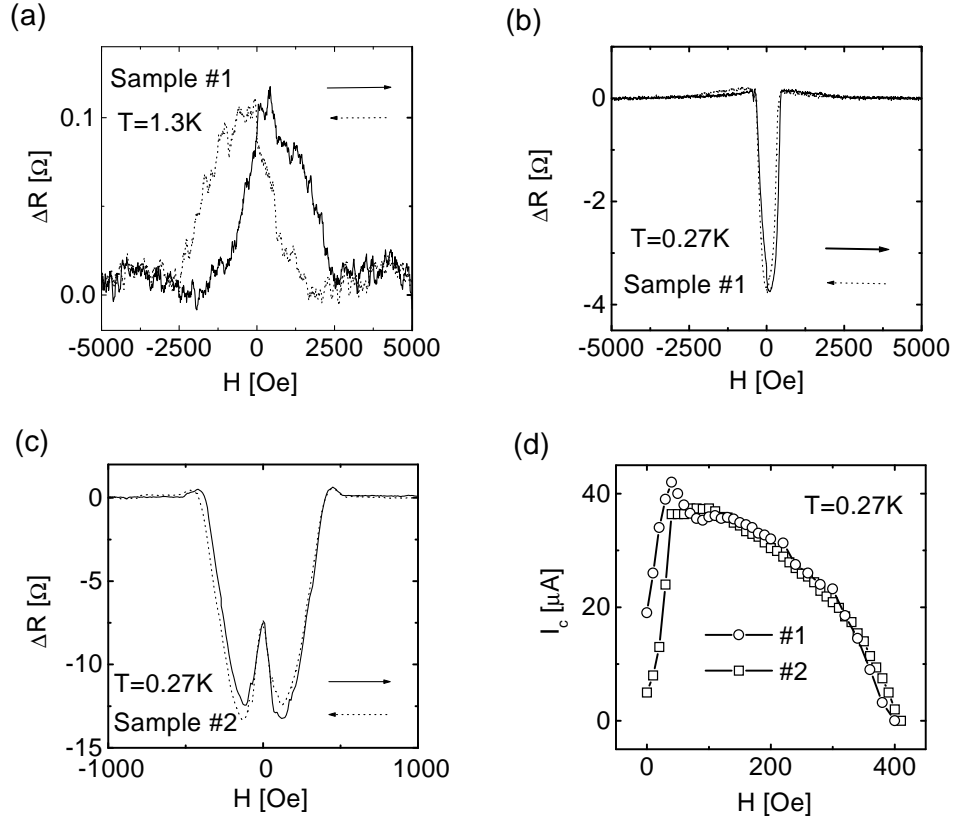 (a)
0.1
0.0
ΔR [Ω]
Sample #1
T=1.3K
-5000
-2500
0
2500
5000
H [Oe]
(b)
0
-2
-4
ΔR [Ω]
T=0.27K
Sample #1
-5000
-2500
0
2500
5000
H [Oe]
(c)
0
-5
-10
-15
ΔR [Ω]
T=0.27K
Sample #2
-1000
0
1000
H [Oe]
(d)
40
20
0
I_c [μA]
T=0.27K
#1
#2
0
200
400
H [Oe]